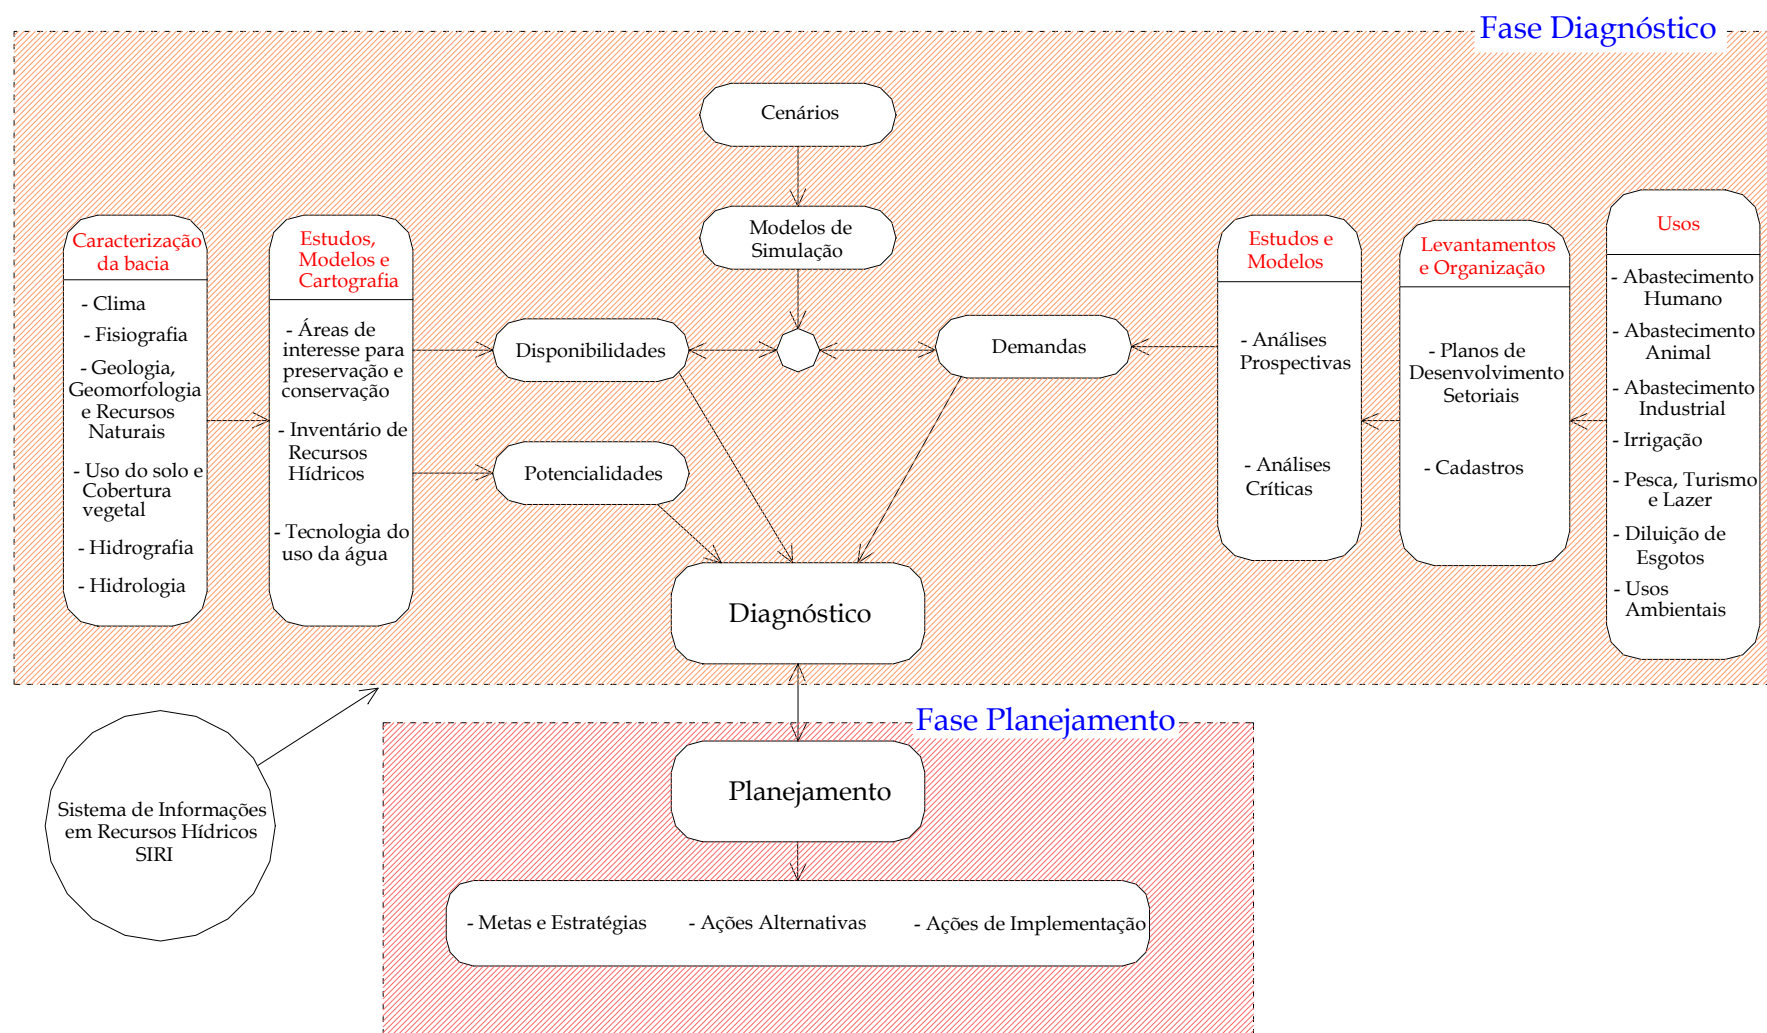 Fase Diagnóstico
Cenários
Modelos de
Simulação
Caracterização
da bacia
- Clima
- Fisiografia
- Geologia,
Geomorfologia
e Recursos
Naturais
- Uso do solo e
Cobertura
vegetal
- Hidrografia
- Hidrologia
Estudos,
Modelos e
Cartografia
- Áreas de
interesse para
preservação e
conservação
- Inventário de
Recursos
Hídricos
- Tecnologia do
uso da água
Disponibilidades
Potencialidades
Demandas
Estudos e
Modelos
- Análises
Prospectivas
- Análises
Críticas
Levantamentos
e Organização
- Planos de
Desenvolvimento
Setoriais
- Cadastros
Usos
- Abastecimento
Humano
- Abastecimento
Animal
- Abastecimento
Industrial
- Irrigação
- Pesca, Turismo
e Lazer
- Diluição de
Esgotos
- Usos
Ambientais
Diagnóstico
Fase Planejamento
Planejamento
Sistema de Informações
em Recursos Hídricos
SIRI
- Metas e Estratégias
- Ações Alternativas
- Ações de Implementação